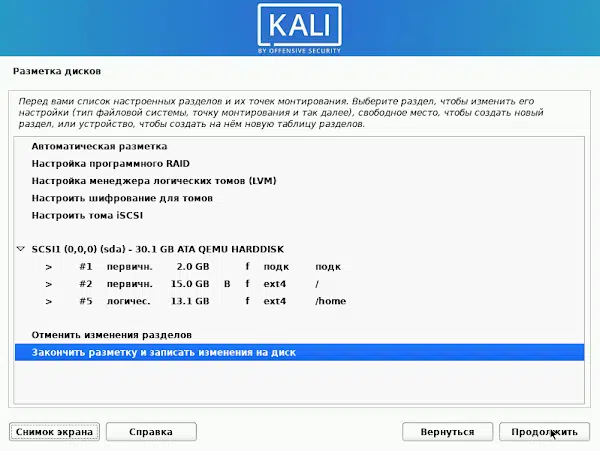 KALI
BY OFFENSIVE SECURITY
Разметка дисков
Перед вами список настроенных разделов и их точек монтирования. Выберите раздел, чтобы изменить его
настройки (тип файловой системы, точку монтирования и так далее), свободное место, чтобы создать новый
раздел, или устройство, чтобы создать на нём новую таблицу разделов.
Автоматическая разметка
Настройка программного RAID
Настройка менеджера логических томов (LVM)
Настроить шифрование для томов
Настроить тома iSCSI
SCSI1 (0,0,0) (sda) - 30.1 GB ATA QEMU HARDDISK
> #1 первичн. 2.0 GB f подк подк
> #2 первичн. 15.0 GB B f ext4 /
> #5 логичес. 13.1 GB f ext4 /home
Отменить изменения разделов
Закончить разметку и записать изменения на диск
Снимок экрана Справка Вернуться Продолжить